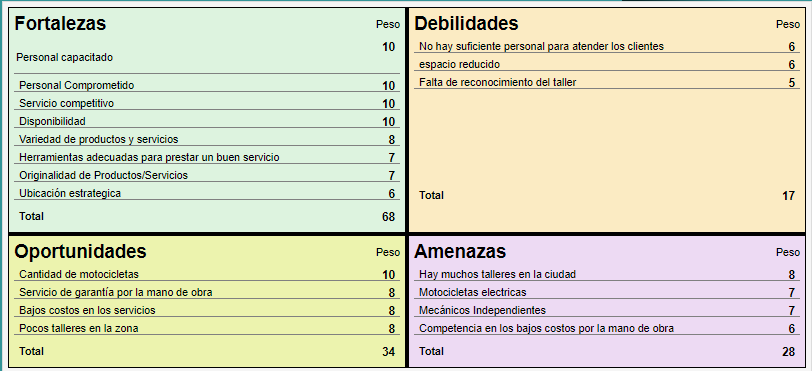 Fortalezas Peso
Personal capacitado 10
Personal Comprometido 10
Servicio competitivo 10
Disponibilidad 10
Variedad de productos y servicios 8
Herramientas adecuadas para prestar un buen servicio 7
Originalidad de Productos/Servicios 7
Ubicación estrategica 6
Total 68
Debilidades Peso
No hay suficiente personal para atender los clientes 6
espacio reducido 6
Falta de reconocimiento del taller 5
Total 17
Oportunidades Peso
Cantidad de motocicletas 10
Servicio de garantía por la mano de obra 8
Bajos costos en los servicios 8
Pocos talleres en la zona 8
Total 34
Amenazas Peso
Hay muchos talleres en la ciudad 8
Motocicletas electricas 7
Mecánicos Independientes 7
Competencia en los bajos costos por la mano de obra 6
Total 28